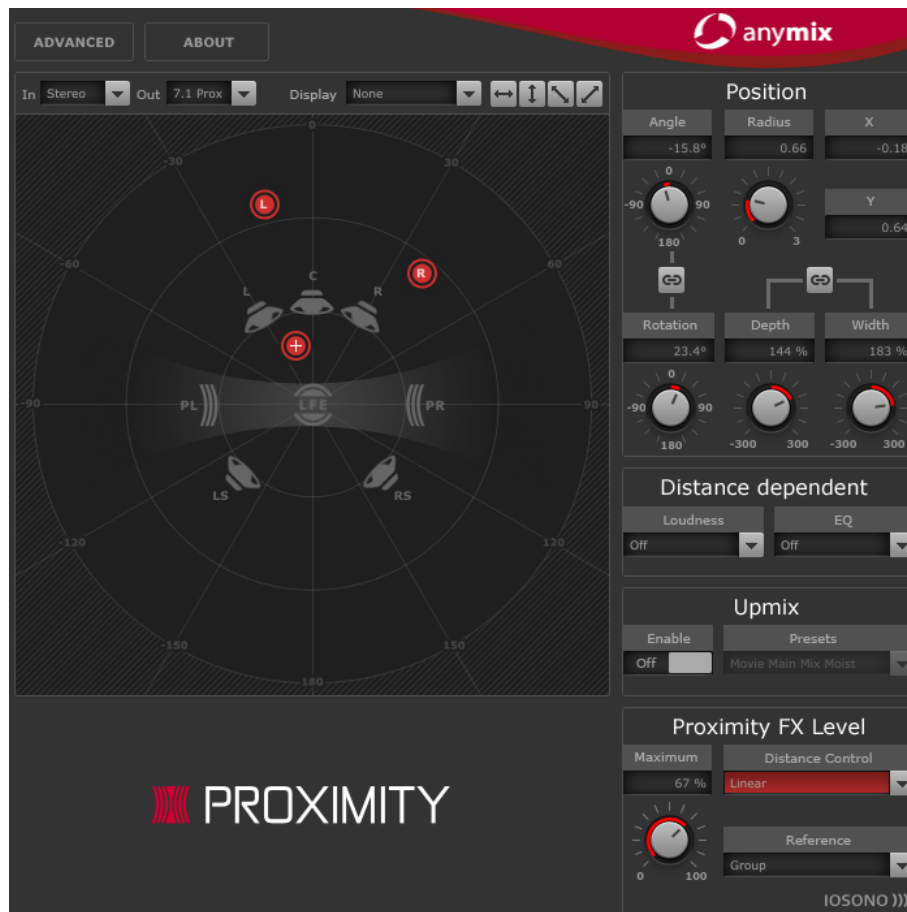 ADVANCED ABOUT anymix
In Stereo Out 7.1 Prox Display None
Position
Angle Radius X
-15.8º 0.66 -0.18
0
-90 90
180
0 3
Y
0.64
Rotation Depth Width
23.4º 144 % 183 %
0
-90 90
180
-300 300
-300 300
0
-30 30
-60 60
-90 90
-120 120
-150 150
180
L
R
C
L R
PL LFE PR
LS RS
Distance dependent
Loudness EQ
Off Off
Upmix
Enable Presets
Off Movie Main Mix Moist
Proximity FX Level
Maximum Distance Control
67 % Linear
0 100
Reference
Group
PROXIMITY
IOSONO )))